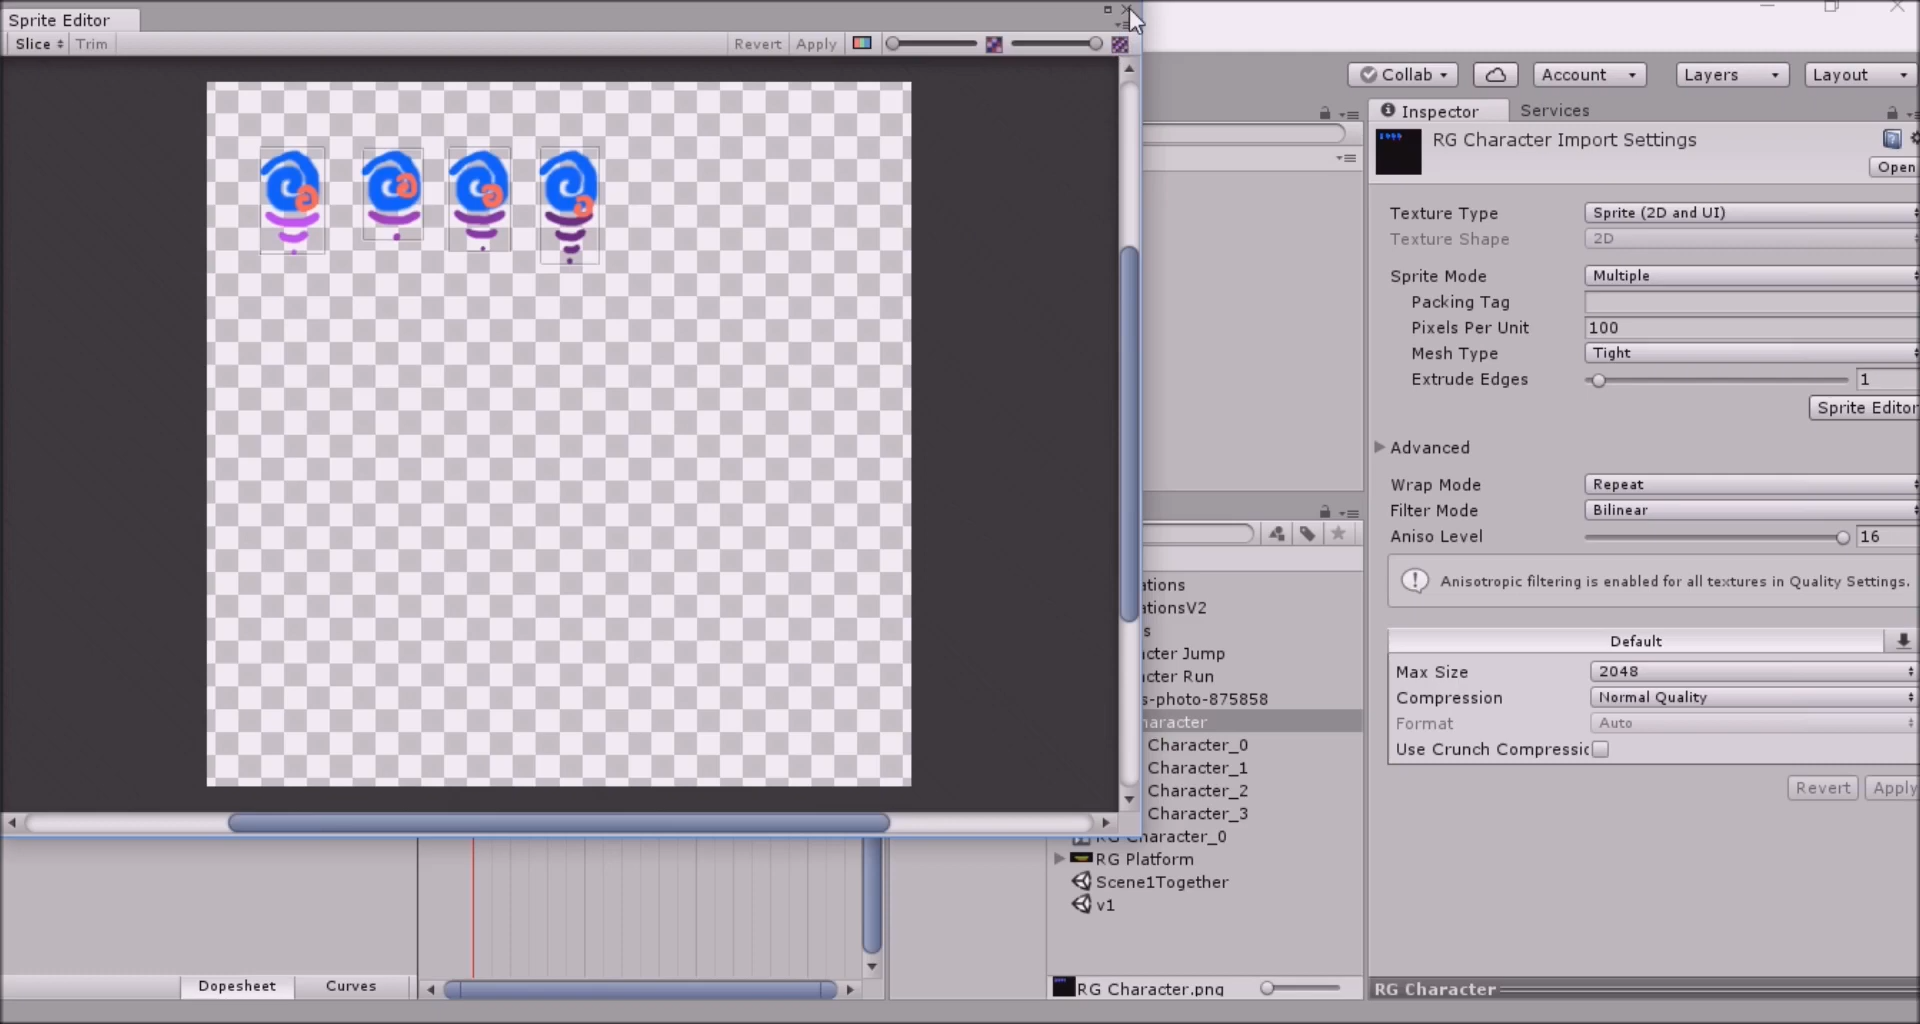 Sprite Editor
Slice Trim Revert Apply
Collab Account Layers Layout
Inspector Services
RG Character Import Settings
Open
Texture Type Sprite (2D and UI)
Texture Shape 2D
Sprite Mode Multiple
Packing Tag
Pixels Per Unit 100
Mesh Type Tight
Extrude Edges 1
Sprite Editor
Advanced
Wrap Mode Repeat
Filter Mode Bilinear
Aniso Level 16
Anisotropic filtering is enabled for all textures in Quality Settings.
Default
Max Size 2048
Compression Normal Quality
Format Auto
Use Crunch Compressic
Revert Apply
ations
ationsV2
s
cter Jump
cter Run
s-photo-875858
haracter
Character_0
Character_1
Character_2
Character_3
RG Character_0
RG Platform
Scene1Together
v1
Dopesheet Curves
RG Character.png
RG Character